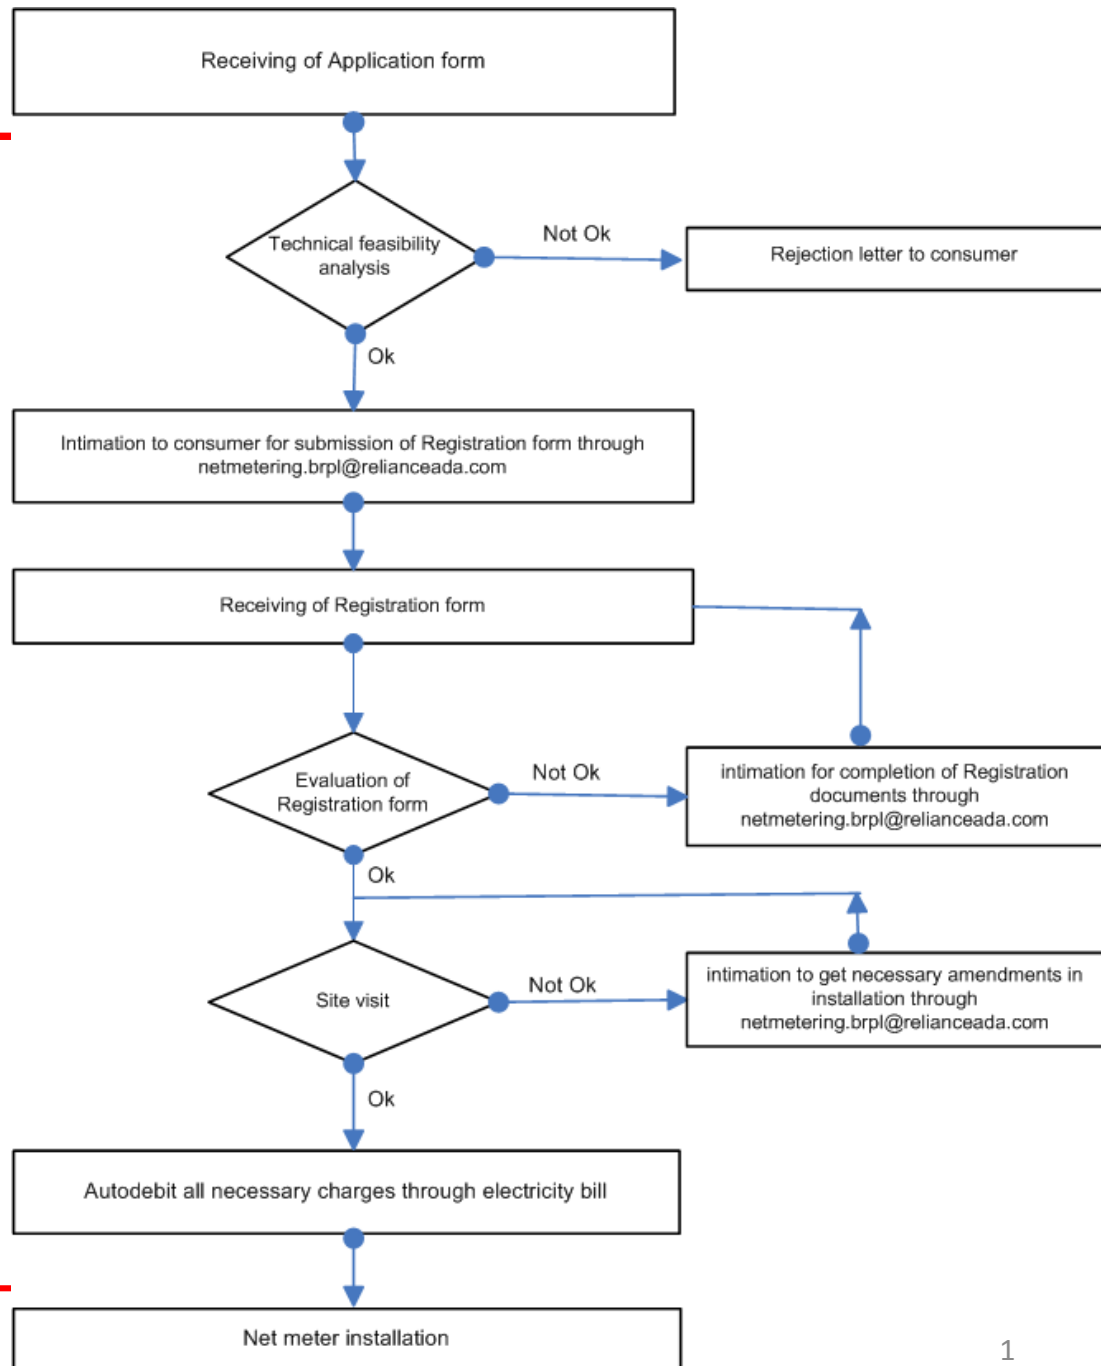 Receiving of Application form
Technical feasibility
analysis
Not Ok
Rejection letter to consumer
Ok
Intimation to consumer for submission of Registration form through
netmetering.brpl@relianceada.com
Receiving of Registration form
Evaluation of
Registration form
Not Ok
intimation for completion of Registration
documents through
netmetering.brpl@relianceada.com
Ok
Site visit
Not Ok
intimation to get necessary amendments in
installation through
netmetering.brpl@relianceada.com
Ok
Autodebit all necessary charges through electricity bill
Net meter installation
1